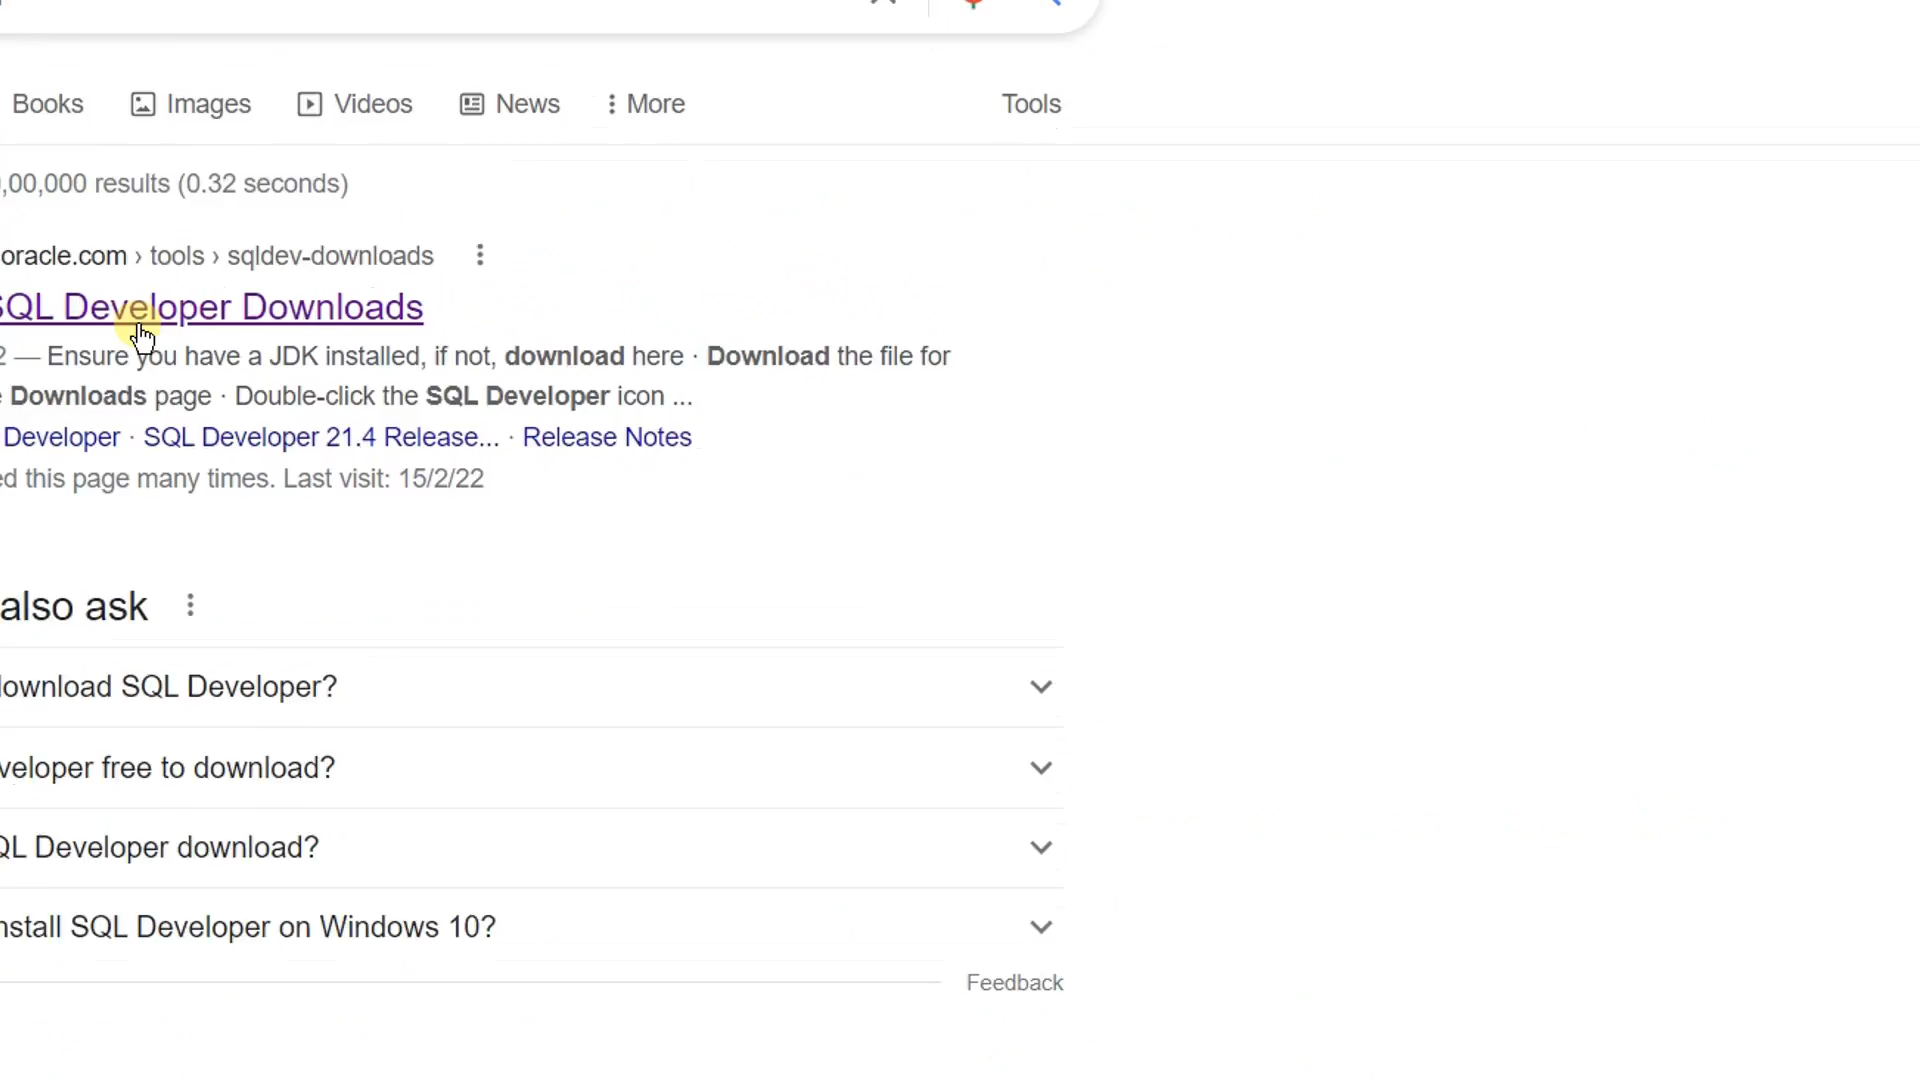 Books Images Videos News More Tools
,00,000 results (0.32 seconds)
oracle.com › tools › sqldev-downloads
SQL Developer Downloads
2 — Ensure you have a JDK installed, if not, download here · Download the file for
Downloads page · Double-click the SQL Developer icon ...
Developer · SQL Developer 21.4 Release... · Release Notes
ed this page many times. Last visit: 15/2/22
also ask
download SQL Developer?
veloper free to download?
QL Developer download?
nstall SQL Developer on Windows 10?
Feedback